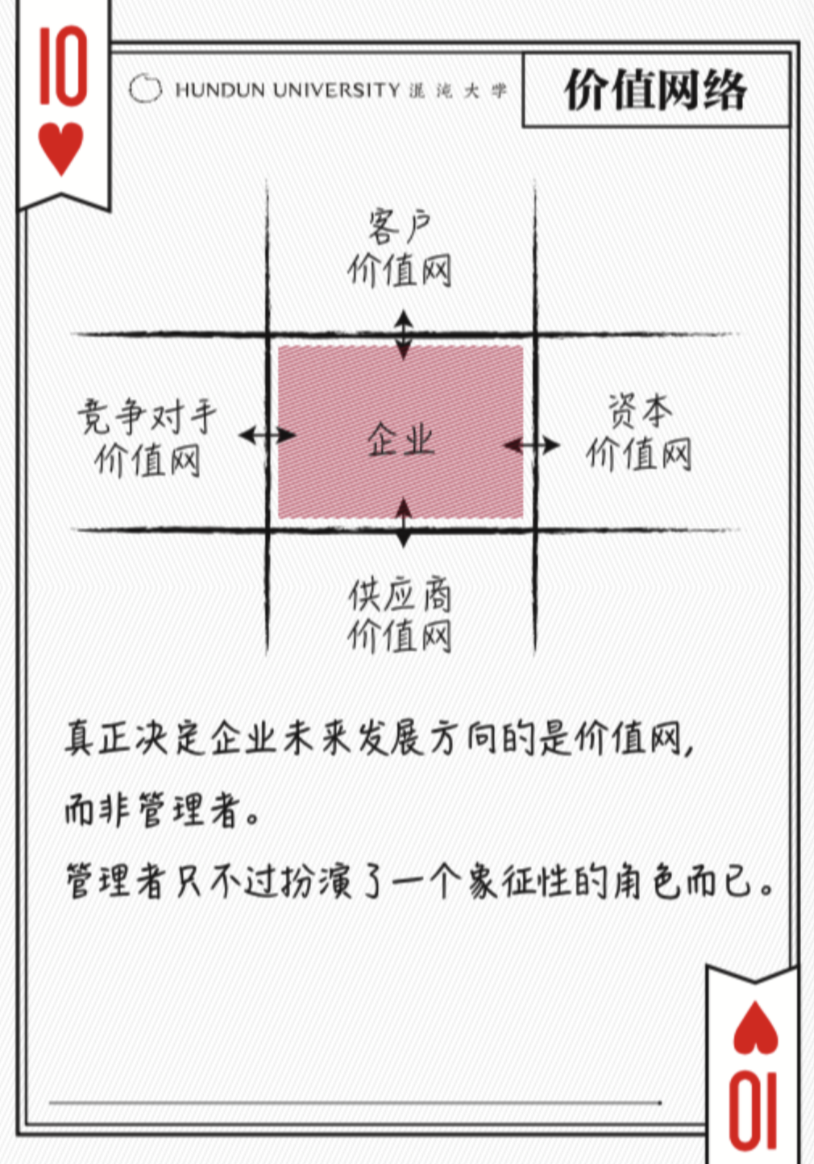 10
HUNDUN UNIVERSITY 混沌大学
价值网络
客户
价值网
竞争对手
价值网
企业
资本
价值网
供应商
价值网
真正决定企业未来发展方向的是价值网,
而非管理者。
管理者只不过扮演了一个象征性的角色而已。
10